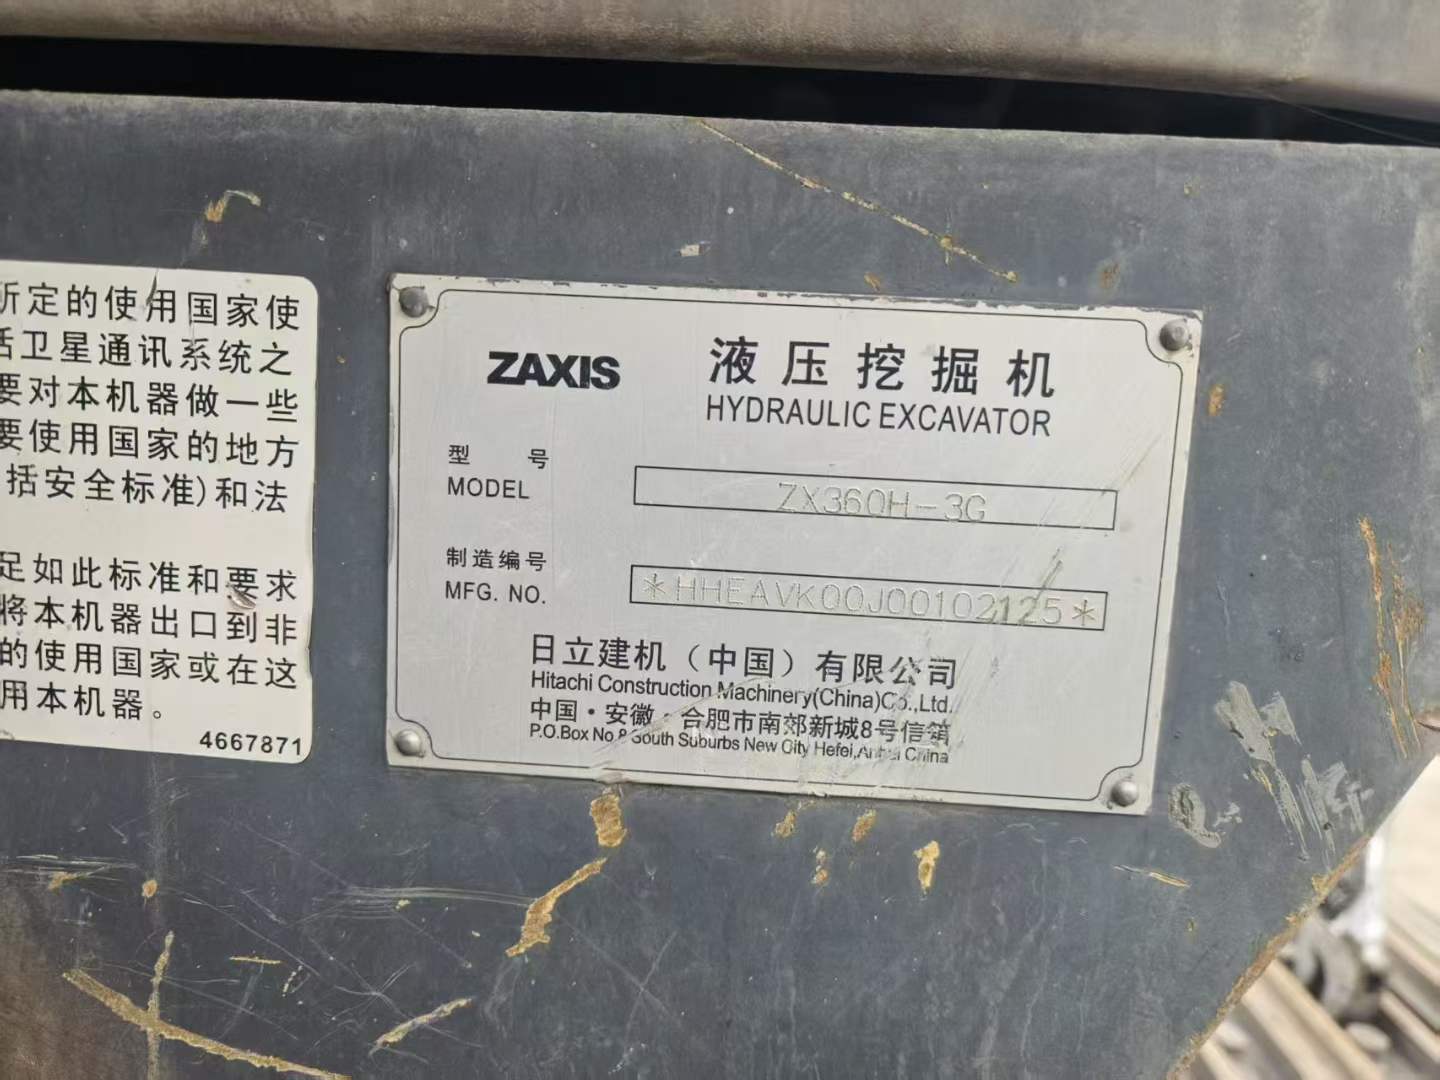 所定的使用国家使
括卫星通讯系统之
要对本机器做一些
要使用国家的地方
括安全标准)和法
足如此标准和要求
将本机器出口到非
的使用国家或在这
用本机器。
4667871
ZAXIS
液压挖掘机
HYDRAULIC EXCAVATOR
型 号
MODEL
ZX360H-3G
制造编号
MFG. NO.
*HHEAVK00J00102125*
日立建机（中国）有限公司
Hitachi Construction Machinery(China)Co.,Ltd.
中国·安徽·合肥市南郊新城8号信箱
P.O.Box No.8 South Suburbs New City Hefei,Anhui China